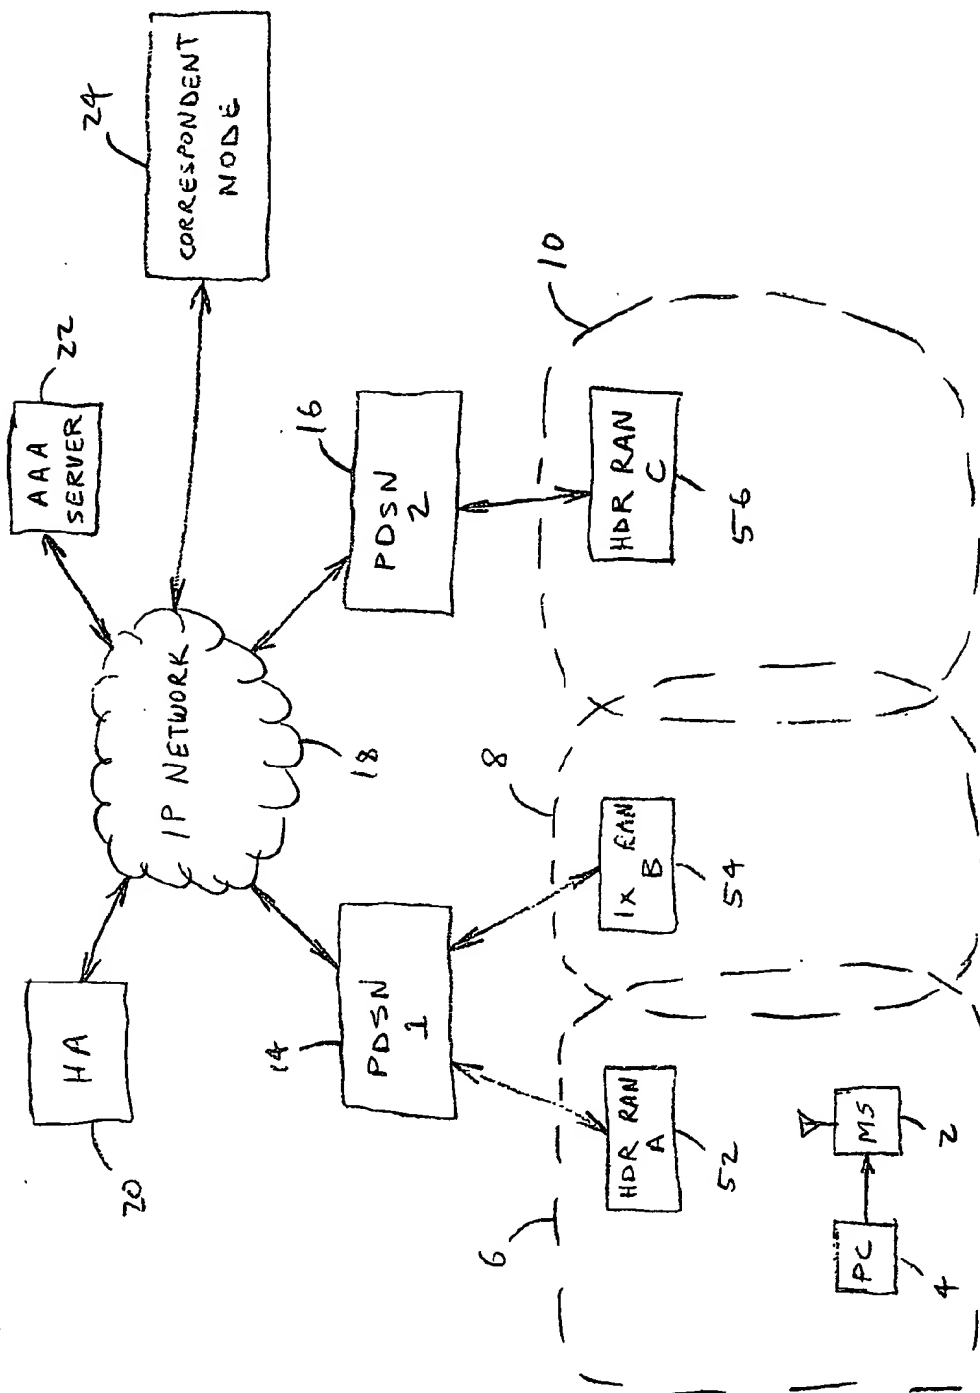 HA
20
AAA
SERVER
22
CORRESPONDENT
NODE
24
IP NETWORK
18
PDSN
1
14
PDSN
2
16
6
8
10
HDR RAN
A
52
1x RAN
B
54
HDR RAN
C
56
PC
4
MS
2